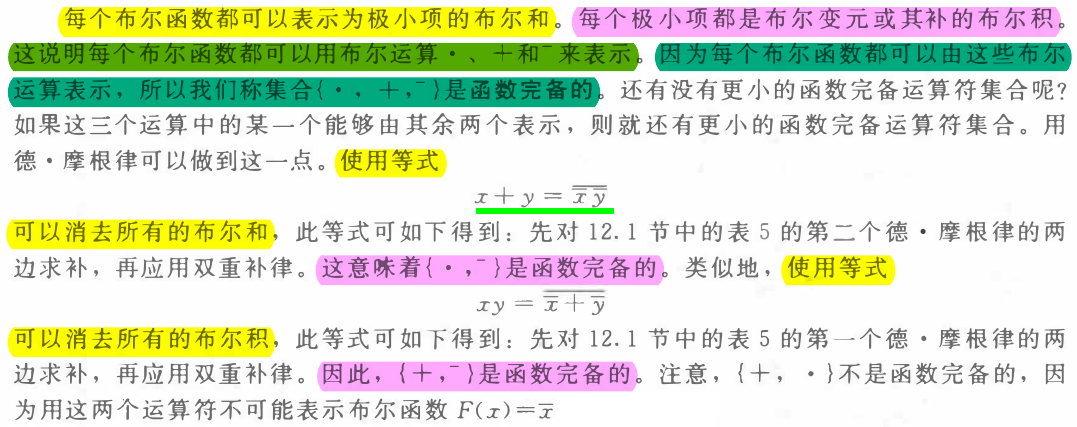 每个布尔函数都可以表示为极小项的布尔和。每个极小项都是布尔变元或其补的布尔积。
这说明每个布尔函数都可以用布尔运算·、+和¯来表示。因为每个布尔函数都可以由这些布尔
运算表示，所以我们称集合{·，+，¯}是函数完备的。还有没有更小的函数完备运算符集合呢？
如果这三个运算中的某一个能够由其余两个表示，则就还有更小的函数完备运算符集合。用
德·摩根律可以做到这一点。使用等式
x + y = $\overline{\overline{x}\,\overline{y}}$
可以消去所有的布尔和，此等式可如下得到：先对 12.1 节中的表 5 的第二个德·摩根律的两
边求补，再应用双重补律。这意味着{·，¯}是函数完备的。类似地，使用等式
xy = $\overline{\overline{x} + \overline{y}}$
可以消去所有的布尔积，此等式可如下得到：先对 12.1 节中的表 5 的第一个德·摩根律的两
边求补，再应用双重补律。因此，{+，¯}是函数完备的。注意，{+，·}不是函数完备的，因
为用这两个运算符不可能表示布尔函数 F(x)=$\overline{x}$